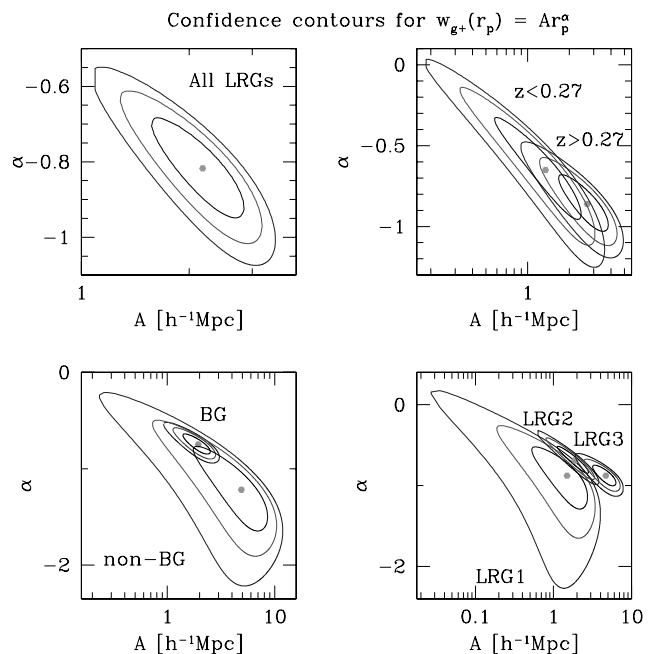 Confidence contours for w_g+(r_p) = Ar_p^α
All LRGs
−0.6
−0.8
−1
α
1
A [h⁻¹Mpc]
z<0.27
z>0.27
0
−0.5
−1
α
1
A [h⁻¹Mpc]
BG
non−BG
0
−2
α
1
10
A [h⁻¹Mpc]
LRG2
LRG3
LRG1
0
−2
α
0.1
1
10
A [h⁻¹Mpc]